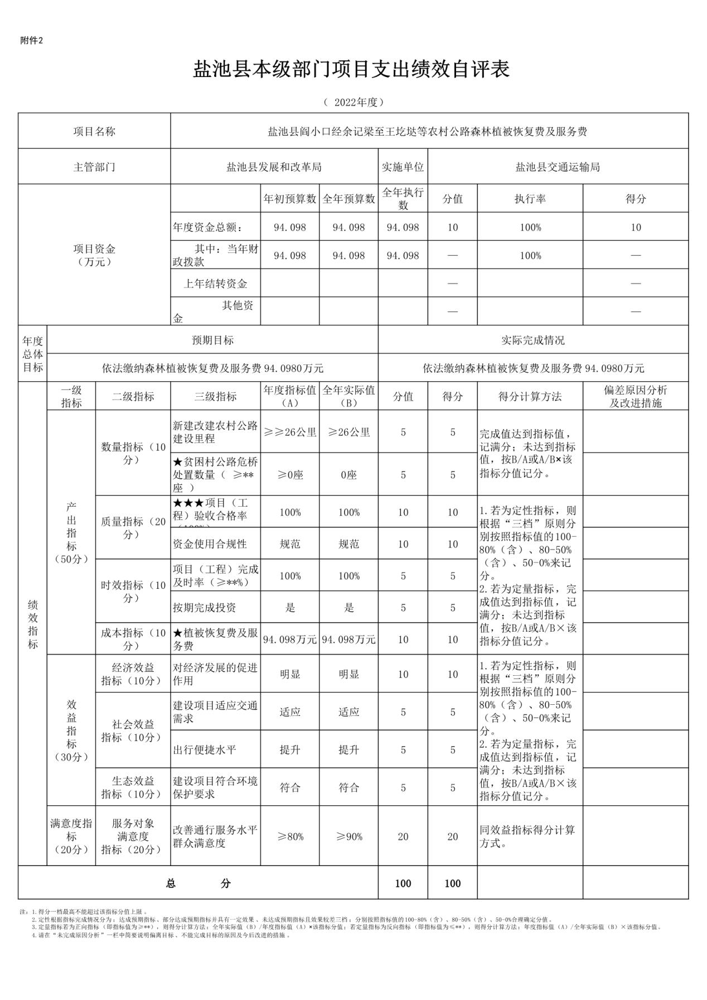 附件2
盐池县本级部门项目支出绩效自评表
（ 2022年度）
项目名称
盐池县阎小口经余记梁至王圪垯等农村公路森林植被恢复费及服务费
主管部门
盐池县发展和改革局
实施单位
盐池县交通运输局
项目资金
（万元）
年初预算数
全年预算数
全年执行
数
分值
执行率
得分
年度资金总额：
94.098
94.098
94.098
10
100%
10
其中：当年财
政拨款
94.098
94.098
94.098
—
100%
—
上年结转资金
—
—
其他资
金
—
—
年度
总体
目标
预期目标
实际完成情况
依法缴纳森林植被恢复费及服务费94.0980万元
依法缴纳森林植被恢复费及服务费94.0980万元
绩
效
指
标
一级
指标
二级指标
三级指标
年度指标值
（A）
全年实际值
（B）
分值
得分
得分计算方法
偏差原因分析
及改进措施
产
出
指
标
（50分）
数量指标（10
分）
新建改建农村公路
建设里程
≥≥26公里
≥26公里
5
5
完成值达到指标值，
记满分；未达到指标
值，按B/A或A/B×该
指标分值记分。
★贫困村公路危桥
处置数量（ ≥**
座 ）
≥0座
0座
5
5
质量指标（20
分）
★★★项目（工
程）验收合格率
100%
100%
10
10
1.若为定性指标，则
根据“三档”原则分
别按照指标值的100-
80%（含）、80-50%
（含）、50-0%来记
分。
2.若为定量指标，完
成值达到指标值，记
满分；未达到指标
值，按B/A或A/B×该
指标分值记分。
资金使用合规性
规范
规范
10
10
时效指标（10
分）
项目（工程）完成
及时率（≥**%）
100%
100%
5
5
按期完成投资
是
是
5
5
成本指标（10
分）
★植被恢复费及服
务费
94.098万元
94.098万元
10
10
效
益
指
标
（30分）
经济效益
指标（10分）
对经济发展的促进
作用
明显
明显
10
10
1.若为定性指标，则
根据“三档”原则分
别按照指标值的100-
80%（含）、80-50%
（含）、50-0%来记
分。
2.若为定量指标，完
成值达到指标值，记
满分；未达到指标
值，按B/A或A/B×该
指标分值记分。
社会效益
指标（10分）
建设项目适应交通
需求
适应
适应
5
5
出行便捷水平
提升
提升
5
5
生态效益
指标（10分）
建设项目符合环境
保护要求
符合
符合
5
5
满意度指
标
（20分）
服务对象
满意度
指标（20分）
改善通行服务水平
群众满意度
≥80%
≥90%
20
20
同效益指标得分计算
方式。
总 分
100
100
注：1.得分一档最高不能超过该指标分值上限。
2.定性根据指标完成情况分为：达成预期指标、部分达成预期指标并具有一定效果、未达成预期指标且效果较差三档；分别按照指标值的100-80%（含）、80-50%（含）、50-0%合理确定分值。
3.定量指标若为正向指标（即指标值为≥**），则得分计算方法：全年实际值（B）/年度指标值（A）×该指标分值；若定量指标为反向指标（即指标值为≤**），则得分计算方法：年度指标值（A）/全年实际值（B）×该指标分值。
4.请在“未完成原因分析”一栏中简要说明偏离目标、不能完成目标的原因及今后改进的措施。